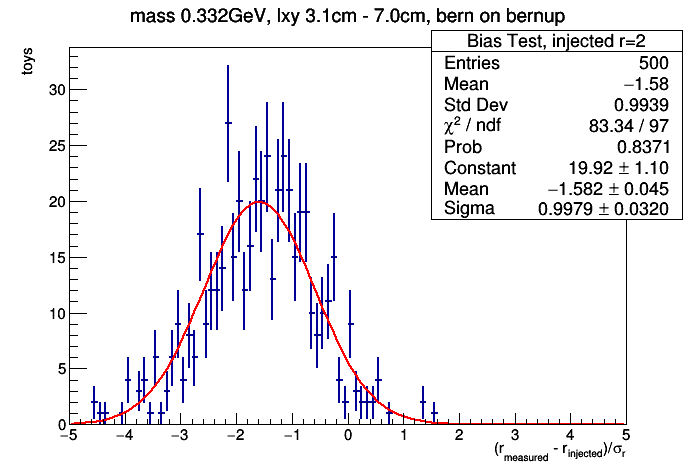 mass 0.332GeV, lxy 3.1cm - 7.0cm, bern on bernup
Bias Test, injected r=2
Entries 500
Mean −1.58
Std Dev 0.9939
χ² / ndf 83.34 / 97
Prob 0.8371
Constant 19.92 ± 1.10
Mean −1.582 ± 0.045
Sigma 0.9979 ± 0.0320
toys
30
25
20
15
10
5
0
−5 −4 −3 −2 −1 0 1 2 3 4 5
(r_measured - r_injected)/σ_r